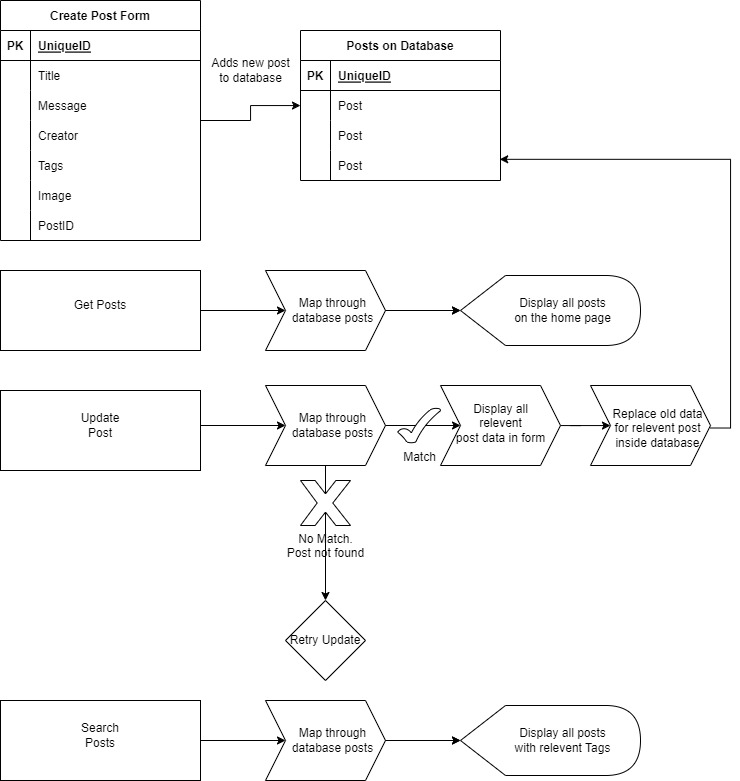 Create Post Form
PK UniqueID
Title
Message
Creator
Tags
Image
PostID
Adds new post
to database
Posts on Database
PK UniqueID
Post
Post
Post
Get Posts
Map through
database posts
Display all posts
on the home page
Update
Post
Map through
database posts
Match
Display all
relevent
post data in form
Replace old data
for relevent post
inside database
No Match.
Post not found
Retry Update
Search
Posts
Map through
database posts
Display all posts
with relevent Tags